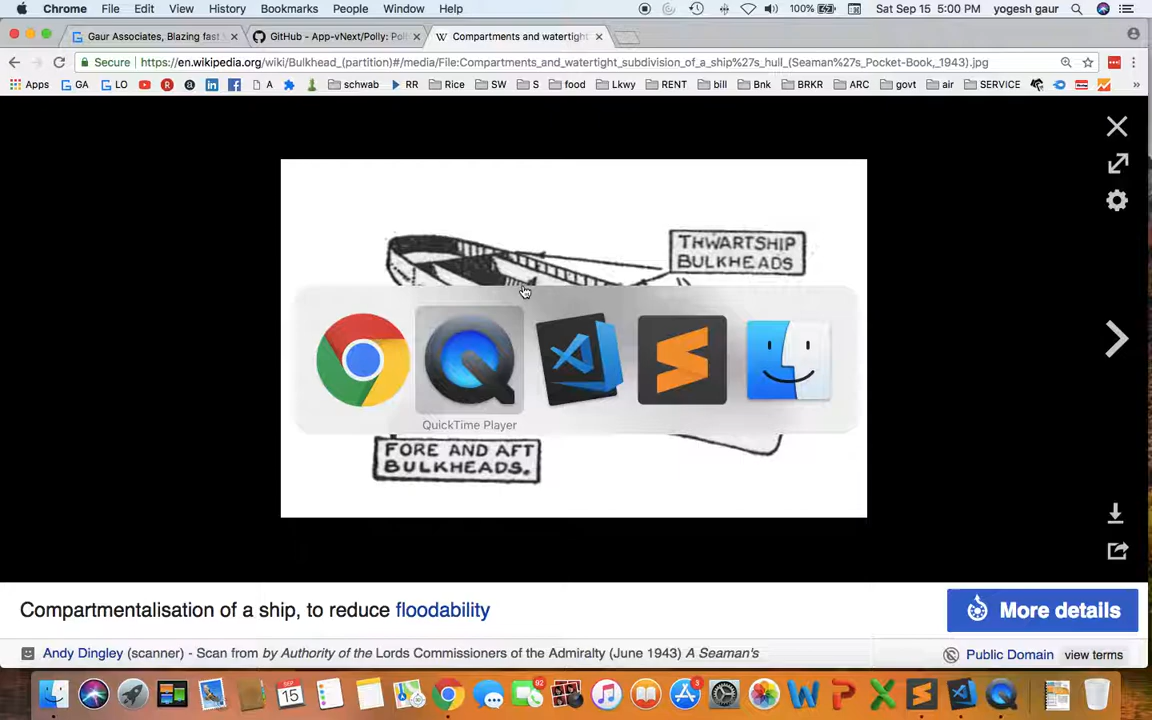 Chrome File Edit View History Bookmarks People Window Help 100% Sat Sep 15 5:00 PM yogesh gaur
Gaur Associates, Blazing fast GitHub - App-vNext/Polly: Poll Compartments and watertight
Secure https://en.wikipedia.org/wiki/Bulkhead_(partition)#/media/File:Compartments_and_watertight_subdivision_of_a_ship%27s_hull_(Seaman%27s_Pocket-Book,_1943).jpg
Apps GA LO A schwab RR Rice SW S food Lkwy RENT bill Bnk BRKR ARC govt air SERVICE »
THWARTSHIP
BULKHEADS
QuickTime Player
FORE AND AFT
BULKHEADS.
Compartmentalisation of a ship, to reduce floodability
More details
Andy Dingley (scanner) - Scan from by Authority of the Lords Commissioners of the Admiralty (June 1943) A Seaman's
Public Domain view terms
SEP
15
92
3